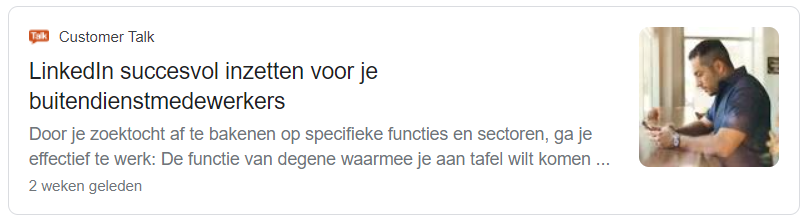 Talk Customer Talk
LinkedIn succesvol inzetten voor je
buitendienstmedewerkers
Door je zoektocht af te bakenen op specifieke functies en sectoren, ga je
effectief te werk: De functie van degene waarmee je aan tafel wilt komen ...
2 weken geleden